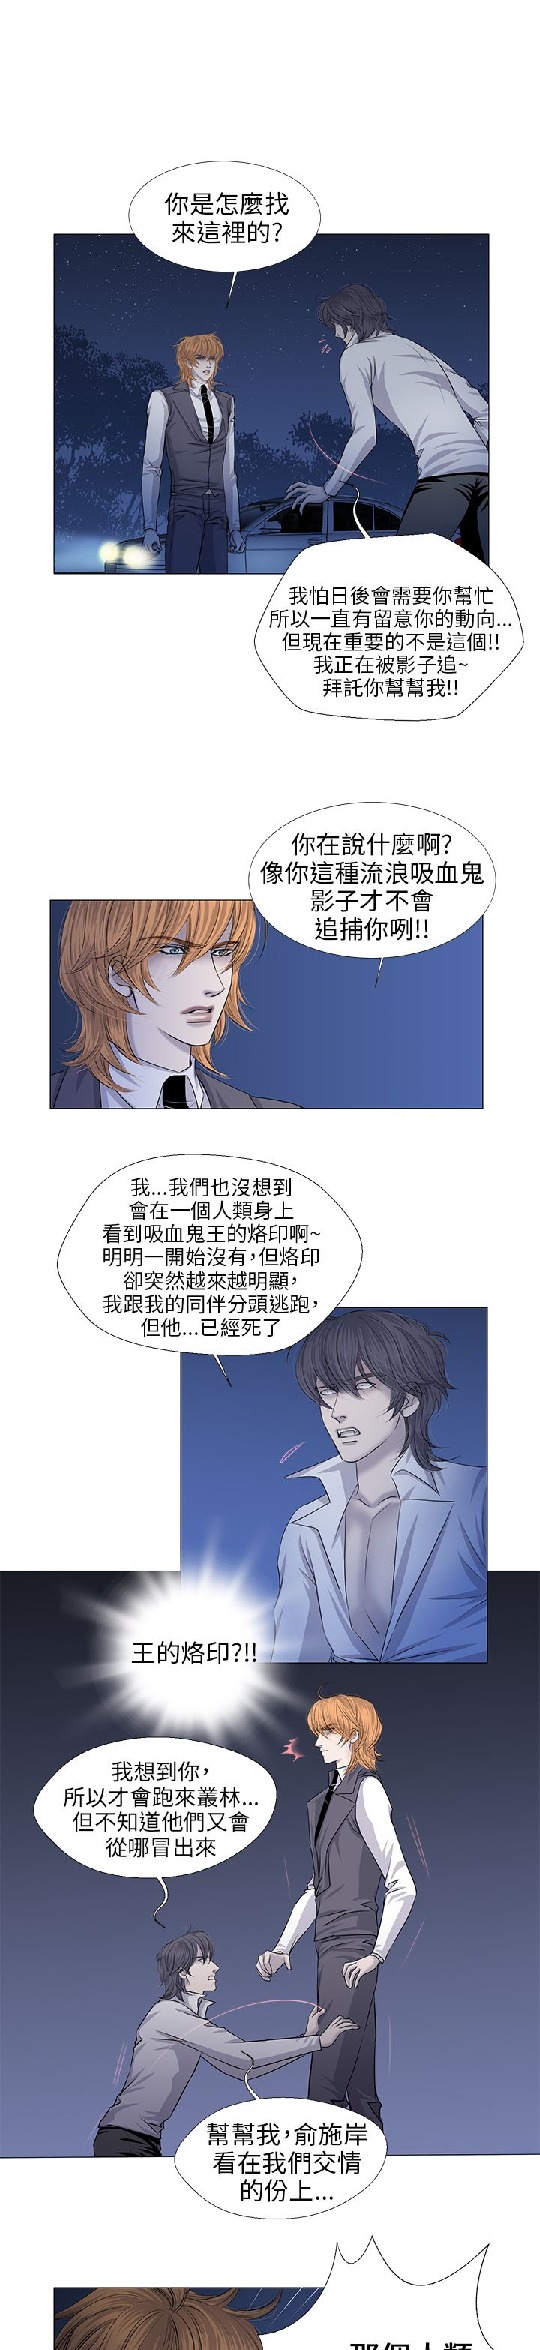 你是怎麼找
來這裡的?
我怕日後會需要你幫忙
所以一直有留意你的動向...
但現在重要的不是這個!!
我正在被影子追~
拜託你幫幫我!!
你在說什麼啊?
像你這種流浪吸血鬼
影子才不會
追捕你咧!!
我...我們也沒想到
會在一個人類身上
看到吸血鬼王的烙印啊~
明明一開始沒有,但烙印
卻突然越來越明顯,
我跟我的同伴分頭逃跑,
但他...已經死了
王的烙印?!!
我想到你,
所以才會跑來叢林...
但不知道他們又會
從哪冒出來
幫幫我,俞施岸
看在我們交情
的份上...
那個人類